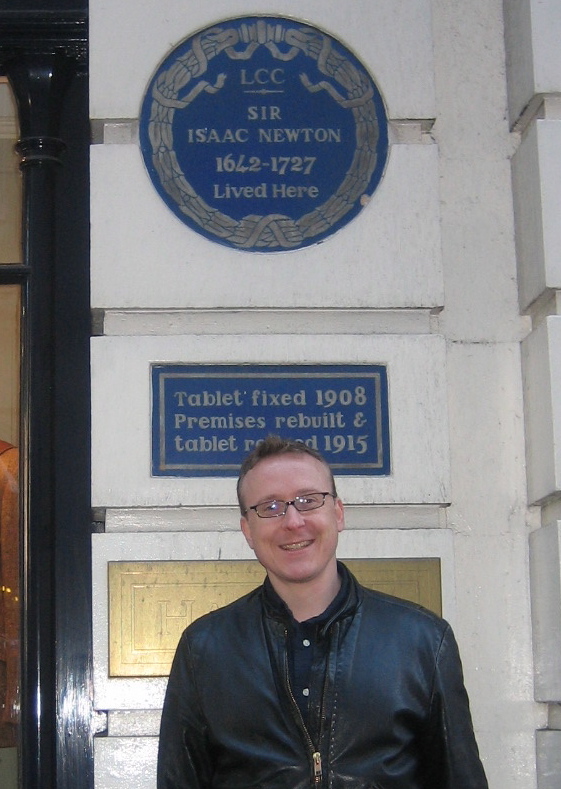 LCC
SIR
ISAAC NEWTON
1642-1727
Lived Here
Tablet fixed 1908
Premises rebuilt &
tablet 1915